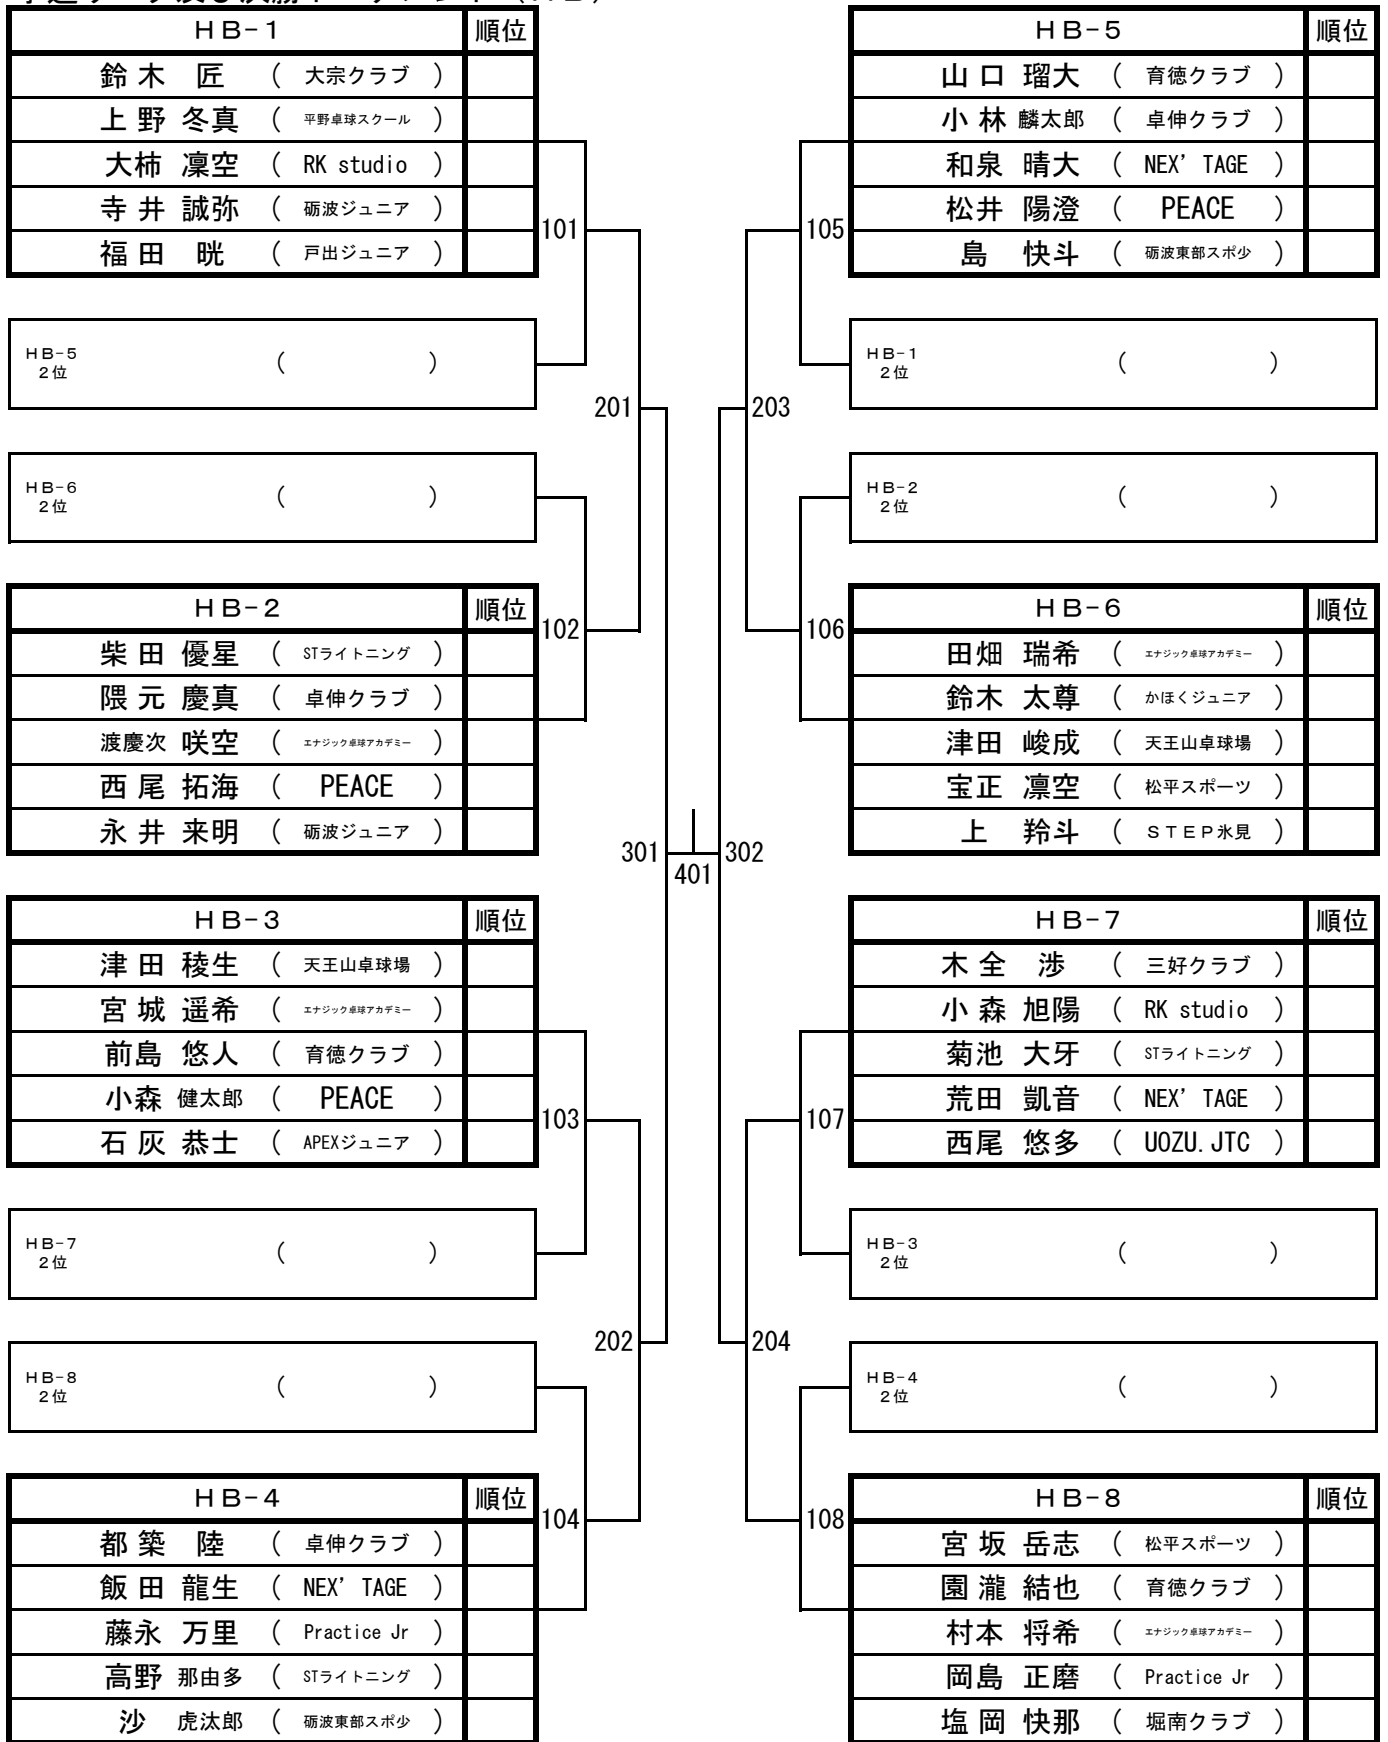 HB-1 順位
鈴木 匠 ( 大宗クラブ )
上野 冬真 ( 平野卓球スクール )
大柿 凜空 ( RK studio )
寺井 誠弥 ( 砺波ジュニア )
福田 晄 ( 戸出ジュニア )
101
HB-5
2位 ( )
201
HB-6
2位 ( )
HB-2 順位
102
柴田 優星 ( STライトニング )
隈元 慶真 ( 卓伸クラブ )
渡慶次 咲空 ( エナジック卓球アカデミー )
西尾 拓海 ( PEACE )
永井 来明 ( 砺波ジュニア )
301
401
302
HB-3 順位
津田 稜生 ( 天王山卓球場 )
宮城 遥希 ( エナジック卓球アカデミー )
前島 悠人 ( 育徳クラブ )
小森 健太郎 ( PEACE )
石灰 恭士 ( APEXジュニア )
103
HB-7
2位 ( )
202
HB-8
2位 ( )
HB-4 順位
104
都築 陸 ( 卓伸クラブ )
飯田 龍生 ( NEX’TAGE )
藤永 万里 ( Practice Jr )
高野 那由多 ( STライトニング )
沙 虎汰郎 ( 砺波東部スポ少 )
HB-5 順位
山口 瑠大 ( 育徳クラブ )
小林 麟太郎 ( 卓伸クラブ )
和泉 晴大 ( NEX’TAGE )
松井 陽澄 ( PEACE )
島 快斗 ( 砺波東部スポ少 )
105
HB-1
2位 ( )
203
HB-2
2位 ( )
HB-6 順位
106
田畑 瑞希 ( エナジック卓球アカデミー )
鈴木 太尊 ( かほくジュニア )
津田 峻成 ( 天王山卓球場 )
宝正 凛空 ( 松平スポーツ )
上 羚斗 ( STEP氷見 )
HB-7 順位
木全 渉 ( 三好クラブ )
小森 旭陽 ( RK studio )
菊池 大牙 ( STライトニング )
荒田 凱音 ( NEX’TAGE )
西尾 悠多 ( UOZU.JTC )
107
HB-3
2位 ( )
204
HB-4
2位 ( )
HB-8 順位
108
宮坂 岳志 ( 松平スポーツ )
園瀧 結也 ( 育徳クラブ )
村本 将希 ( エナジック卓球アカデミー )
岡島 正磨 ( Practice Jr )
塩岡 快那 ( 堀南クラブ )